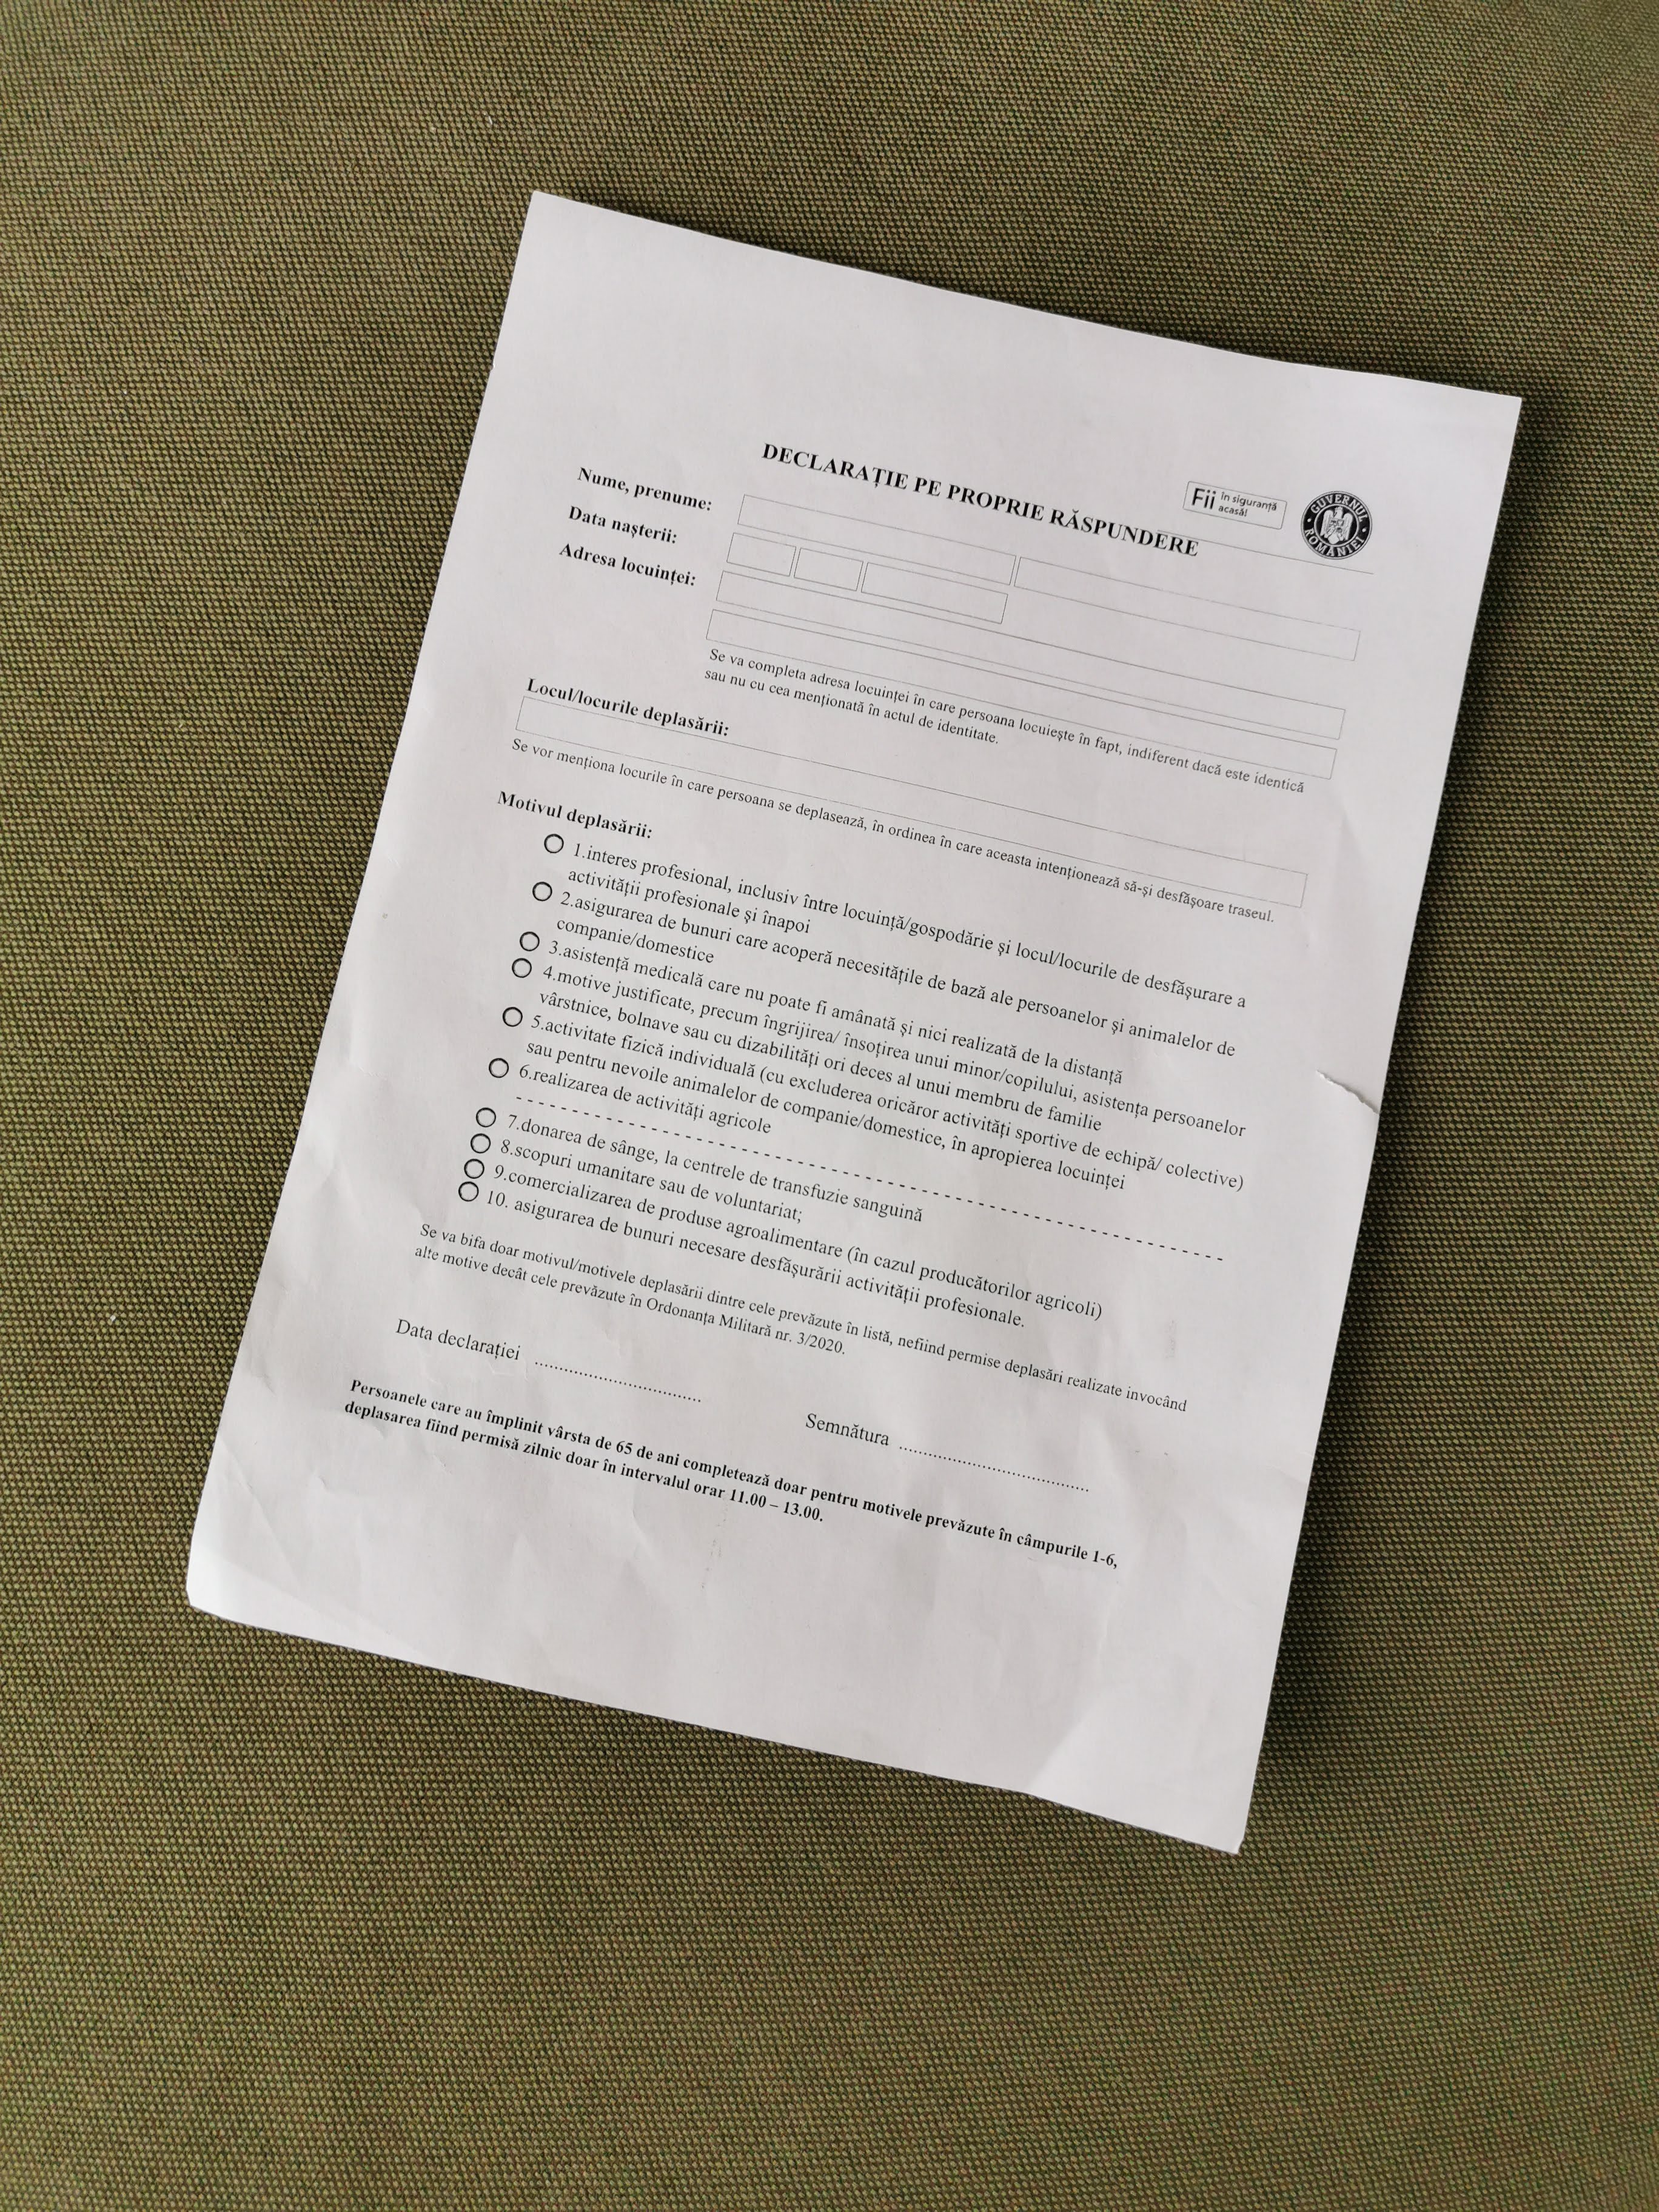 Fii în siguranță
acasă!
GUVERNUL ROMÂNIEI
DECLARAȚIE PE PROPRIE RĂSPUNDERE
Nume, prenume:
Data nașterii:
Adresa locuinței:
Se va completa adresa locuinței în care persoana locuiește în fapt, indiferent dacă este identică
sau nu cu cea menționată în actul de identitate.
Locul/locurile deplasării:
Se vor menționa locurile în care persoana se deplasează, în ordinea în care aceasta intenționează să-și desfășoare traseul.
Motivul deplasării:
1.interes profesional, inclusiv între locuință/gospodărie și locul/locurile de desfășurare a
activității profesionale și înapoi
2.asigurarea de bunuri care acoperă necesitățile de bază ale persoanelor și animalelor de
companie/domestice
3.asistență medicală care nu poate fi amânată și nici realizată de la distanță
4.motive justificate, precum îngrijirea/ însoțirea unui minor/copilului, asistența persoanelor
vârstnice, bolnave sau cu dizabilități ori deces al unui membru de familie
5.activitate fizică individuală (cu excluderea oricăror activități sportive de echipă/ colective)
sau pentru nevoile animalelor de companie/domestice, în apropierea locuinței
6.realizarea de activități agricole
7.donarea de sânge, la centrele de transfuzie sanguină
8.scopuri umanitare sau de voluntariat;
9.comercializarea de produse agroalimentare (în cazul producătorilor agricoli)
10. asigurarea de bunuri necesare desfășurării activității profesionale.
Se va bifa doar motivul/motivele deplasării dintre cele prevăzute în listă, nefiind permise deplasări realizate invocând
alte motive decât cele prevăzute în Ordonanța Militară nr. 3/2020.
Data declarației ................................. Semnătura .....................................
Persoanele care au împlinit vârsta de 65 de ani completează doar pentru motivele prevăzute în câmpurile 1-6,
deplasarea fiind permisă zilnic doar în intervalul orar 11.00 – 13.00.